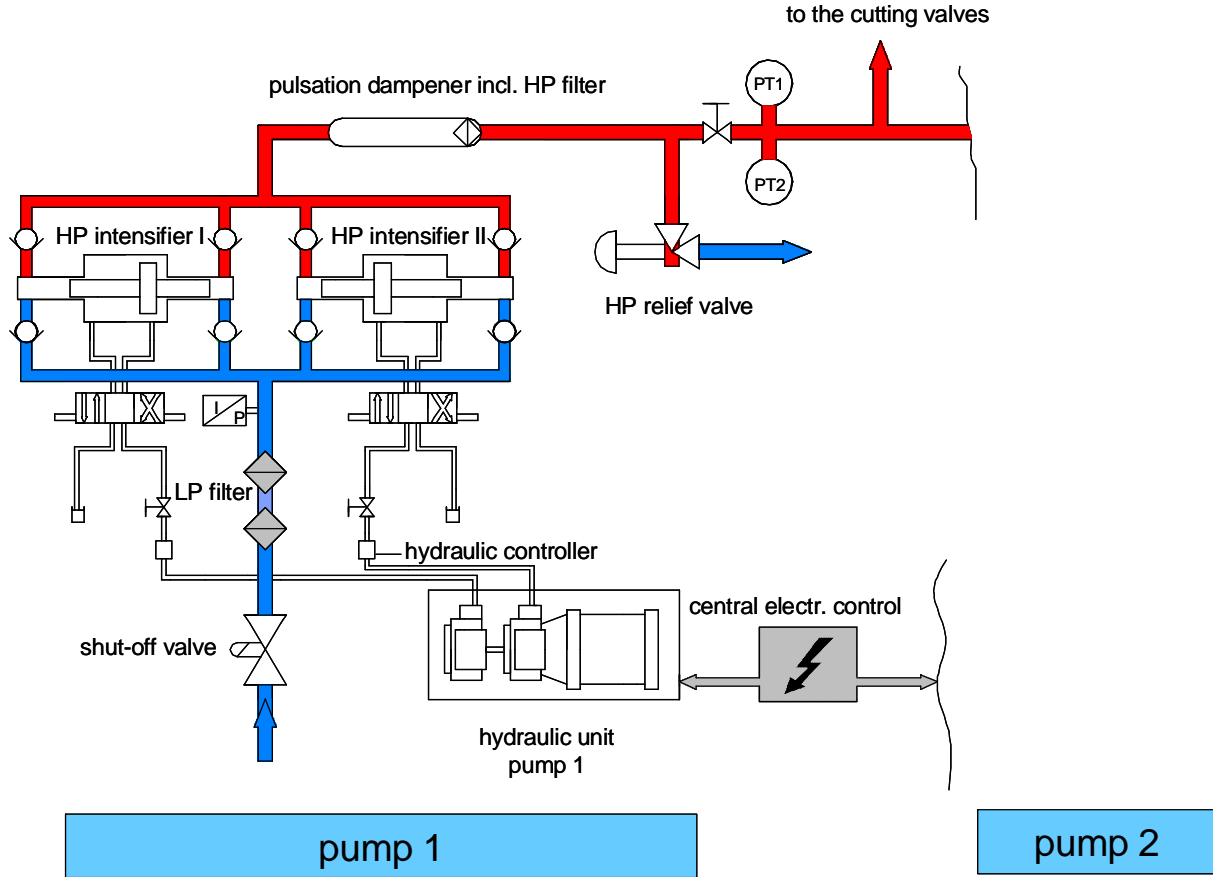 to the cutting valves
pulsation dampener incl. HP filter
PT1
PT2
HP intensifier I
HP intensifier II
HP relief valve
I
P
LP filter
hydraulic controller
central electr. control
shut-off valve
hydraulic unit
pump 1
pump 1
pump 2